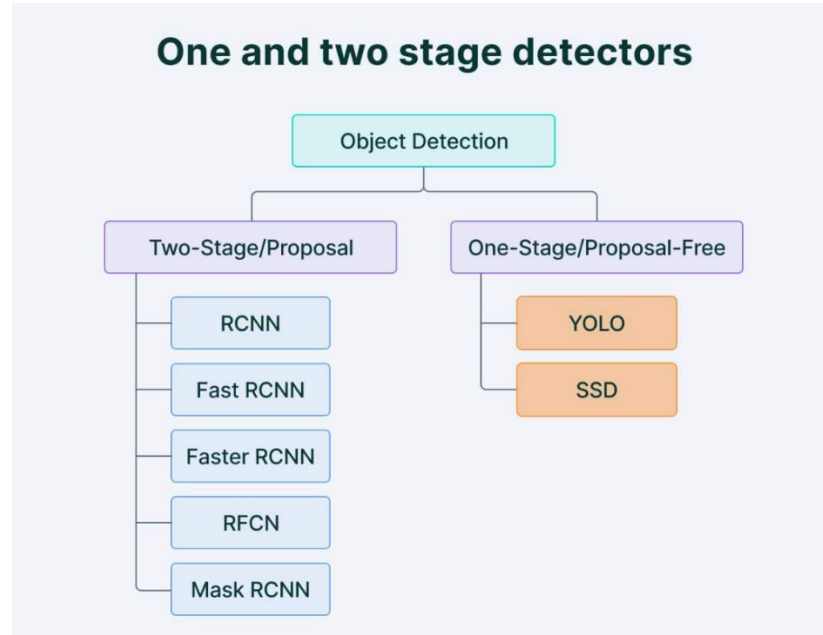 One and two stage detectors
Object Detection
Two-Stage/Proposal
One-Stage/Proposal-Free
RCNN
Fast RCNN
Faster RCNN
RFCN
Mask RCNN
YOLO
SSD